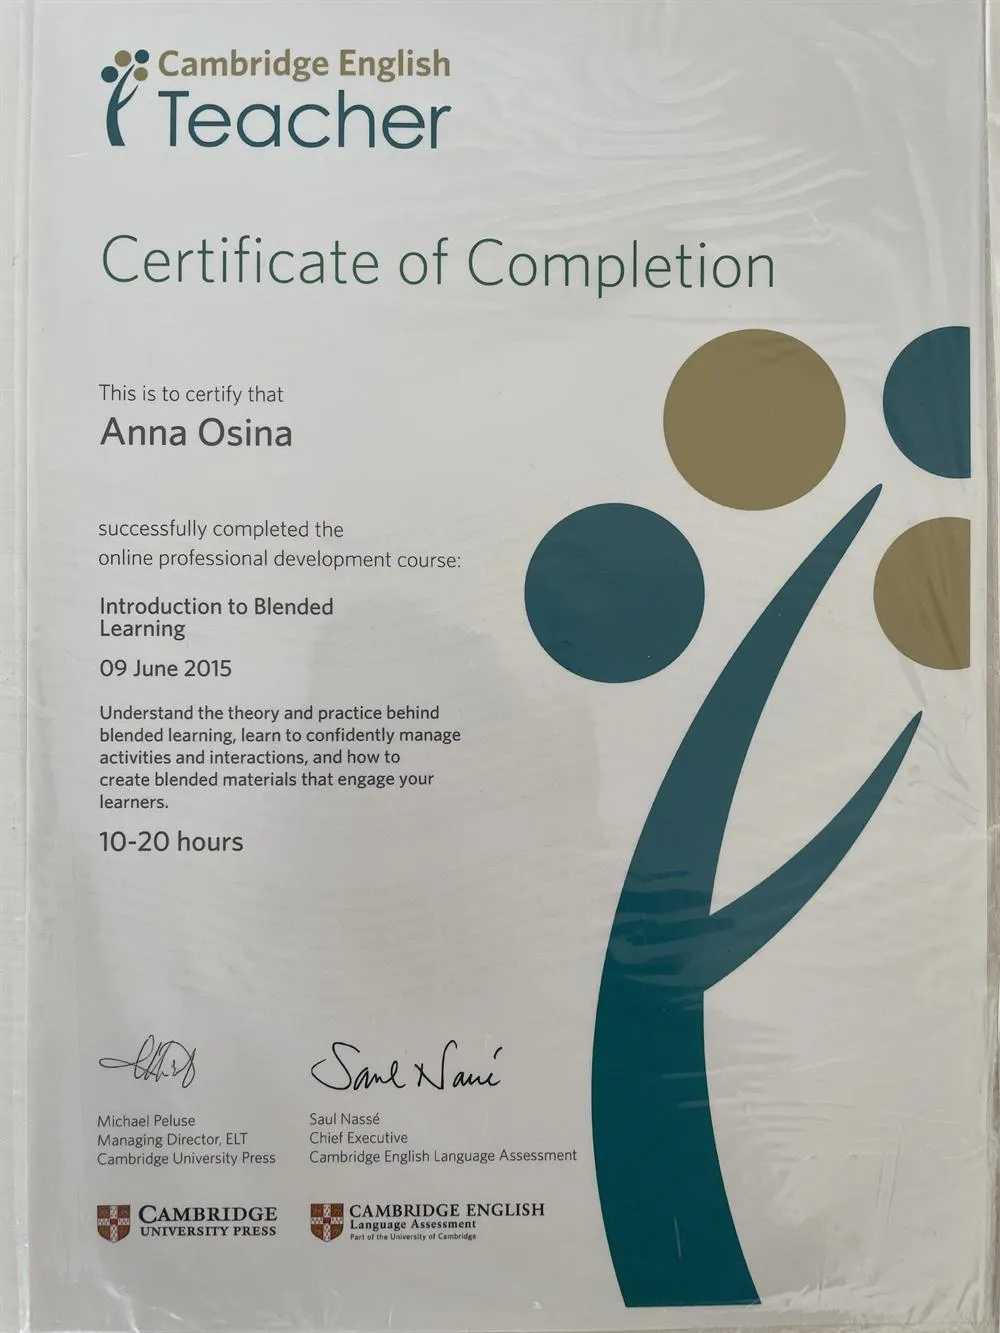 Cambridge English
Teacher
Certificate of Completion
This is to certify that
Anna Osina
successfully completed the
online professional development course:
Introduction to Blended
Learning
09 June 2015
Understand the theory and practice behind
blended learning, learn to confidently manage
activities and interactions, and how to
create blended materials that engage your
learners.
10-20 hours
Saul Nassé
Michael Peluse
Managing Director, ELT
Cambridge University Press
Saul Nassé
Chief Executive
Cambridge English Language Assessment
CAMBRIDGE
UNIVERSITY PRESS
CAMBRIDGE ENGLISH
Language Assessment
Part of the University of Cambridge